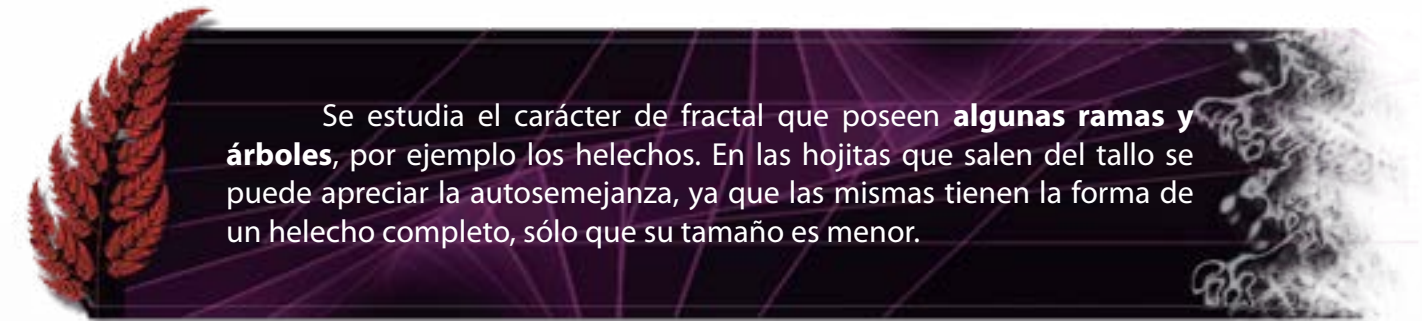 Se estudia el carácter de fractal que poseen algunas ramas y
árboles, por ejemplo los helechos. En las hojitas que salen del tallo se
puede apreciar la autosemejanza, ya que las mismas tienen la forma de
un helecho completo, sólo que su tamaño es menor.